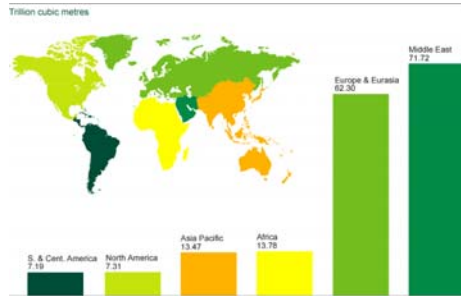 Trillion cubic metres
Middle East
71.72
Europe & Eurasia
62.30
Asia Pacific
13.47
Africa
13.78
S. & Cent. America
7.19
North America
7.31